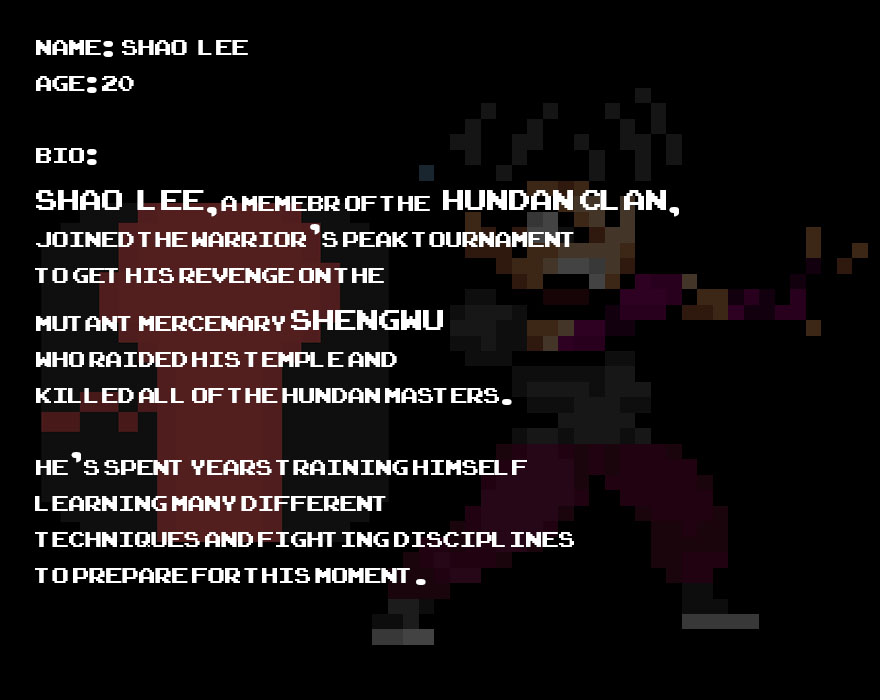 NAME: SHAO LEE
AGE:20
BIO:
SHAO LEE, A MEMEBR OF THE HUNDAN CLAN,
JOINED THE WARRIOR'S PEAK TOURNAMENT
TO GET HIS REVENGE ON THE
MUTANT MERCENARY SHENGWU
WHO RAIDED HIS TEMPLE AND
KILLED ALL OF THE HUNDAN MASTERS.
HE'S SPENT YEARS TRAINING HIMSELF
LEARNING MANY DIFFERENT
TECHNIQUES AND FIGHTING DISCIPLINES
TO PREPARE FOR THIS MOMENT.